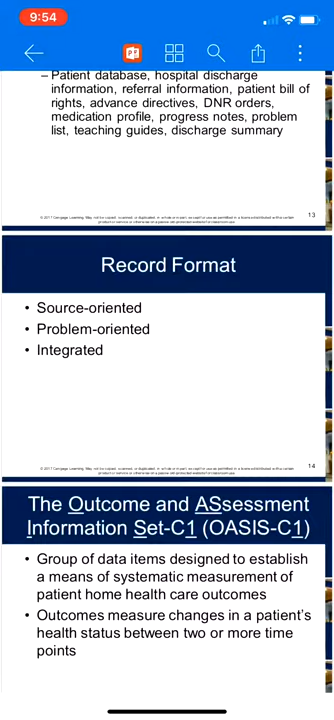 9:54
– Patient database, hospital discharge
information, referral information, patient bill of
rights, advance directives, DNR orders,
medication profile, progress notes, problem
list, teaching guides, discharge summary
13
Record Format
• Source-oriented
• Problem-oriented
• Integrated
14
The Outcome and ASsessment
Information Set-C1 (OASIS-C1)
• Group of data items designed to establish
a means of systematic measurement of
patient home health care outcomes
• Outcomes measure changes in a patient's
health status between two or more time
points